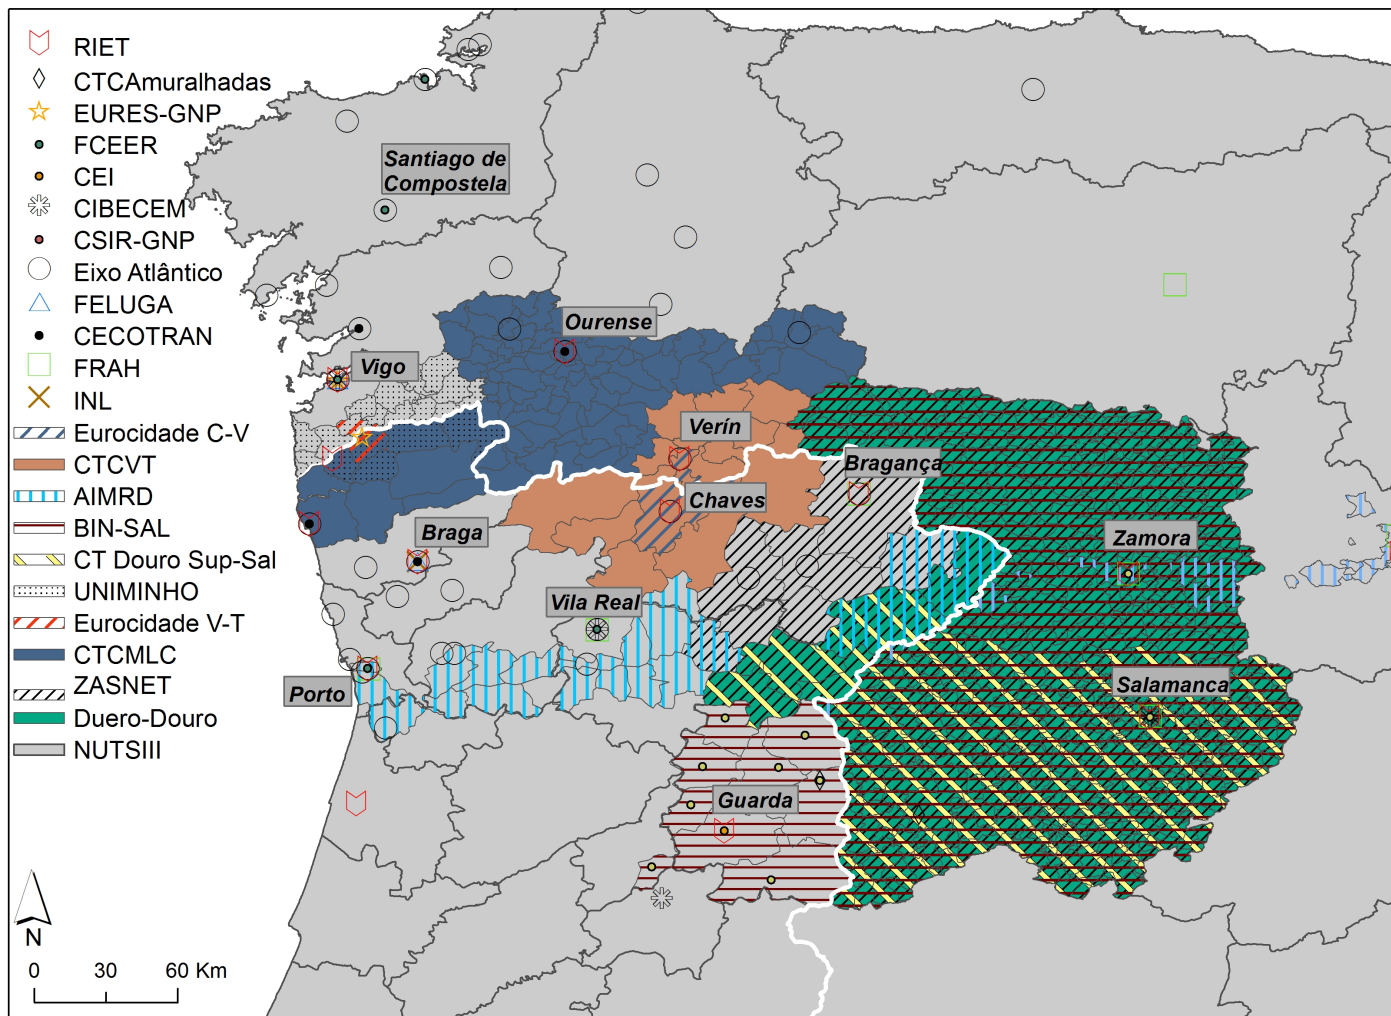 RIET
CTCAmuralhadas
EURES-GNP
FCEER
CEI
CIBECEM
CSIR-GNP
Eixo Atlântico
FELUGA
CECOTRAN
FRAH
INL
Eurocidade C-V
CTCVT
AIMRD
BIN-SAL
CT Douro Sup-Sal
UNIMINHO
Eurocidade V-T
CTCMLC
ZASNET
Duero-Douro
NUTSIII
Santiago de
Compostela
Ourense
Vigo
Verín
Bragança
Chaves
Braga
Zamora
Vila Real
Porto
Salamanca
Guarda
N
0 30 60 Km